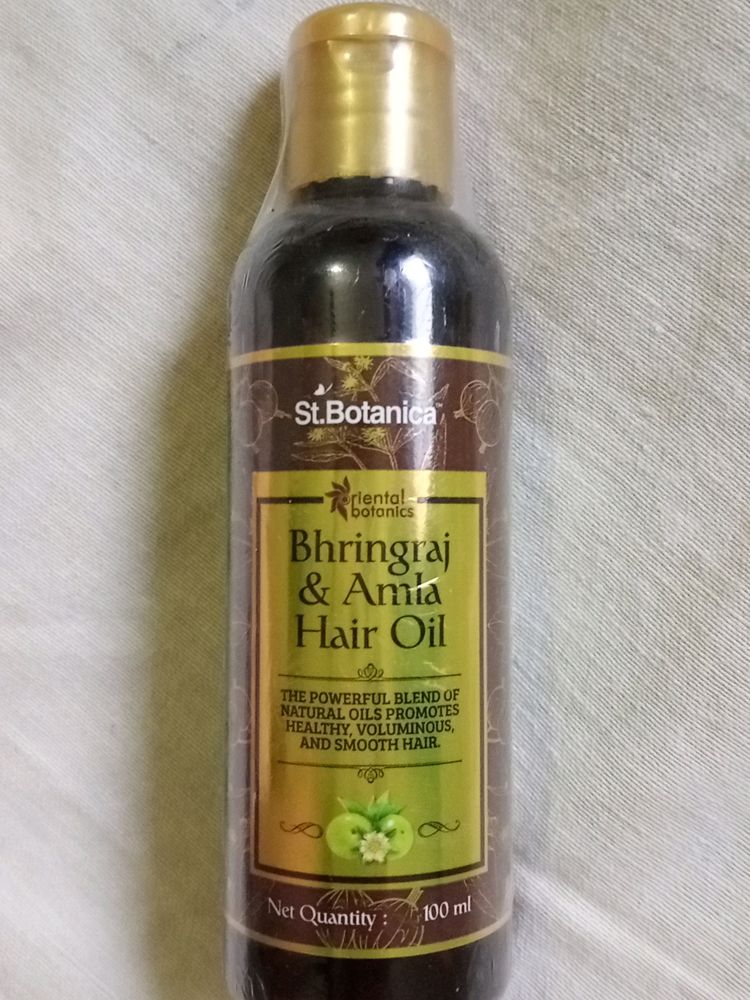 St.Botanica™
Oriental
botanics
Bhringraj
& Amla
Hair Oil
THE POWERFUL BLEND OF
NATURAL OILS PROMOTES
HEALTHY, VOLUMINOUS,
AND SMOOTH HAIR.
Net Quantity : 100 ml